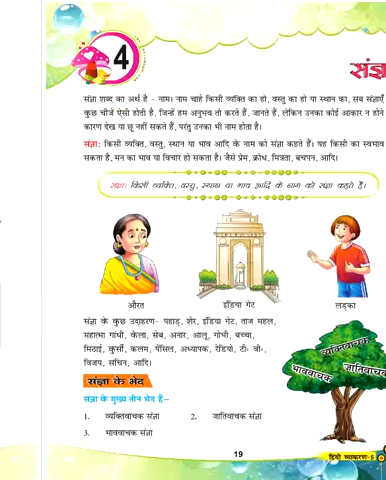 4
संज्ञा
संज्ञा शब्द का अर्थ है – नाम। नाम चाहे किसी व्यक्ति का हो, वस्तु का हो या स्थान का, सब संज्ञाएँ
कुछ चीजें ऐसी होती है, जिन्हें हम अनुभव तो करते हैं, जानते हैं, लेकिन उनका कोई आकार न होने
कारण देख या छू नहीं सकते हैं, परंतु उनका भी नाम होता है।
संज्ञा: किसी व्यक्ति, वस्तु, स्थान या भाव आदि के नाम को संज्ञा कहते हैं। यह किसी का स्वभाव
सकता है, मन का भाव या विचार हो सकता है। जैसे प्रेम, क्रोध, मित्रता, बचपन, आदि।
संज्ञा: किसी व्यक्ति, वस्तु, स्थान या भाव आदि के नाम को संज्ञा कहते हैं।
औरत इंडिया गेट लड़का
संज्ञा के कुछ उदाहरण- पहाड़, शेर, इंडिया गेट, ताज महल,
महात्मा गांधी, केला, सेब, अनार, आलू, गोभी, बच्चा,
मिठाई, कुर्सी, कलम, पेंसिल, अध्यापक, रेडियो, टी॰ वी॰,
विजय, सचिन, आदि।
व्यक्तिवाचक
भाववाचक
जातिवाचक
संज्ञा के भेद
संज्ञा के मुख्य तीन भेद हैं–
1. व्यक्तिवाचक संज्ञा 2. जातिवाचक संज्ञा
3. भाववाचक संज्ञा
19
हिंदी व्याकरण-5